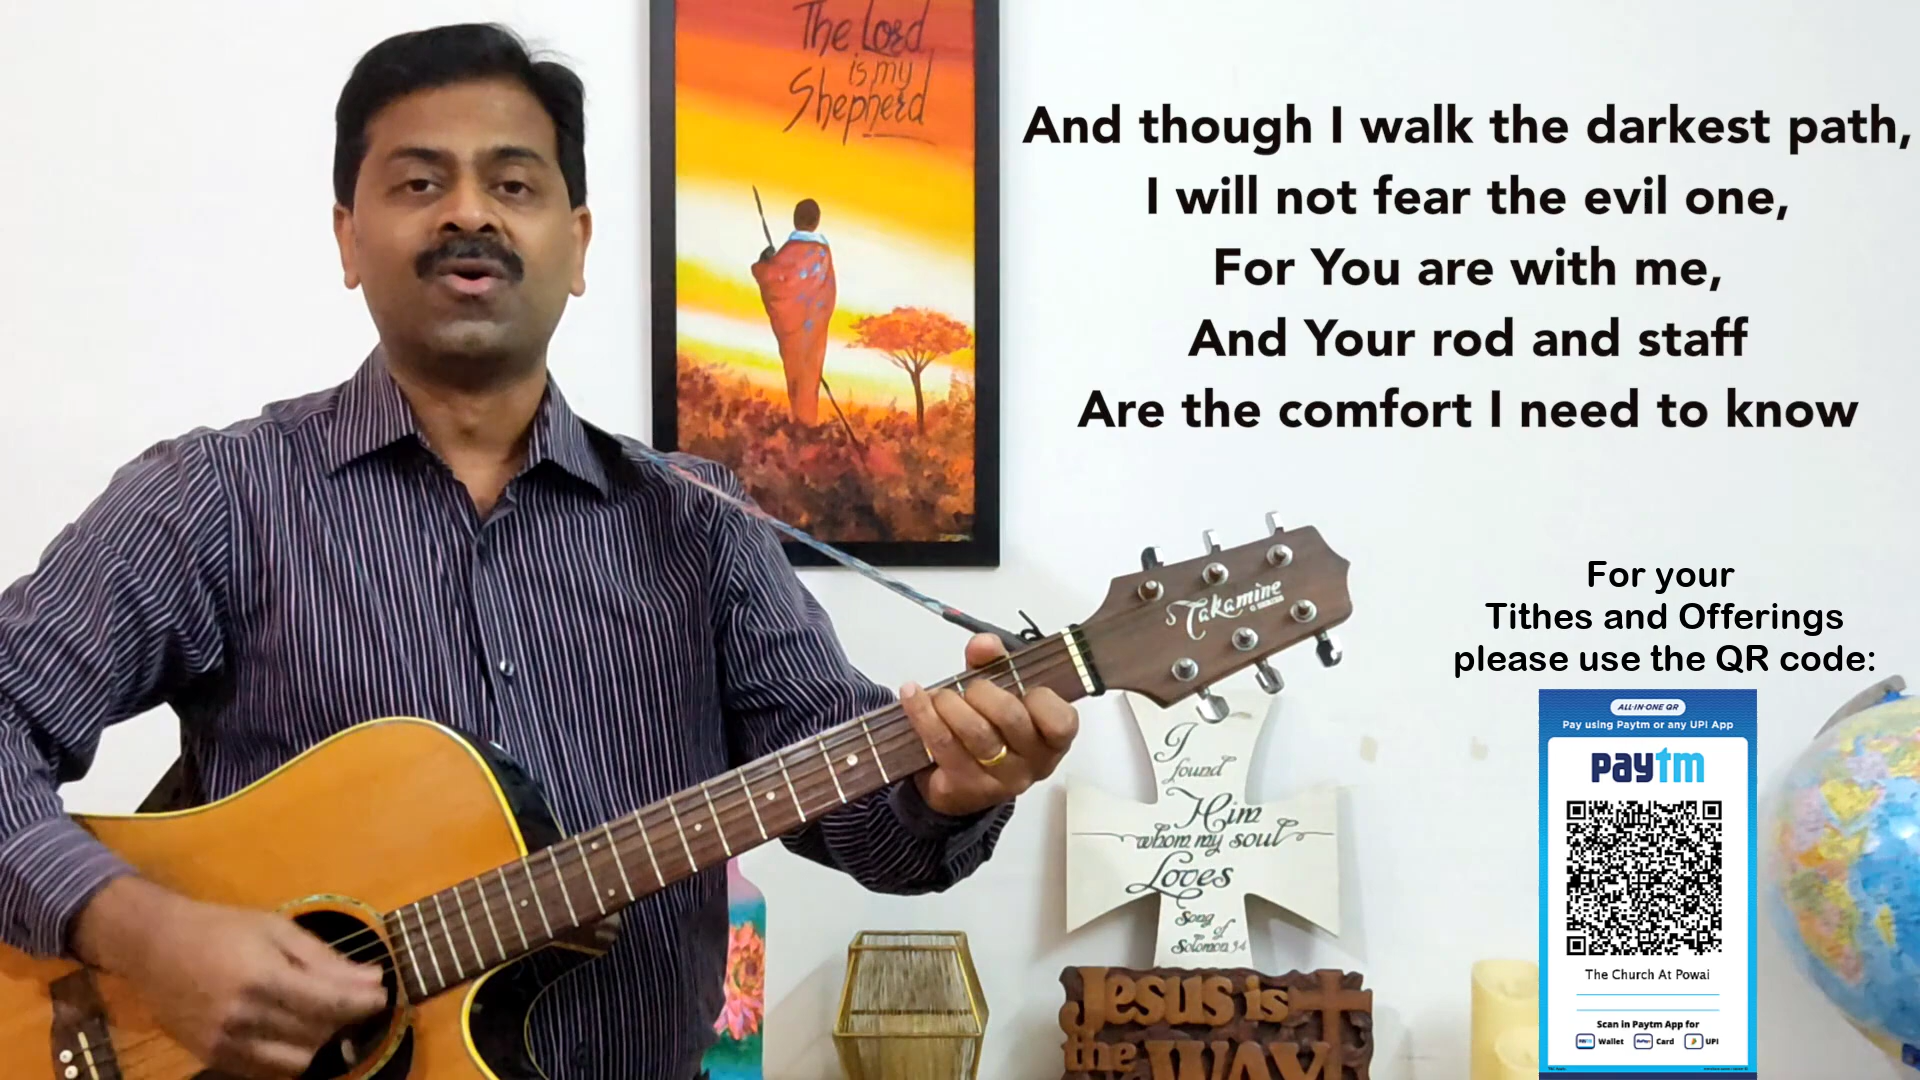 The Lord
is my
Shepherd
And though I walk the darkest path,
I will not fear the evil one,
For You are with me,
And Your rod and staff
Are the comfort I need to know
Takamine
I
found
Him
whom my soul
Loves
Song
of
Solomon 3:4
Jesus is
the WAY
For your
Tithes and Offerings
please use the QR code:
ALL-IN-ONE QR
Pay using Paytm or any UPI App
paytm
The Church At Powai
Scan in Paytm App for
Wallet Card UPI